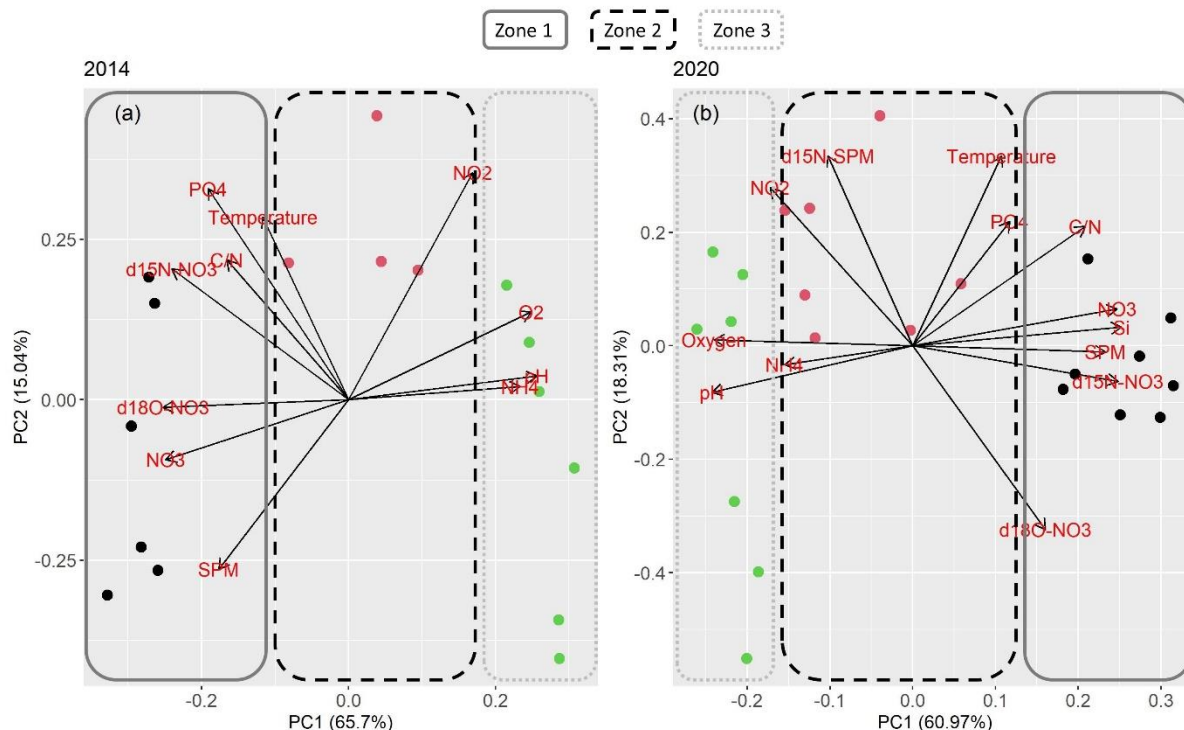 Zone 1 Zone 2 Zone 3
2014
(a)
NO2
PO4
Temperature
C/N
d15N-NO3
O2
pH
NH4
d18O-NO3
NO3
SPM
0.25
0.00
-0.25
PC2 (15.04%)
-0.2 0.0 0.2
PC1 (65.7%)
2020
(b)
d15N-SPM
Temperature
NO2
PO4
C/N
NO3
Si
Oxygen
SPM
NH4
d15N-NO3
pH
d18O-NO3
0.4
0.2
0.0
-0.2
-0.4
PC2 (18.31%)
-0.2 -0.1 0.0 0.1 0.2 0.3
PC1 (60.97%)